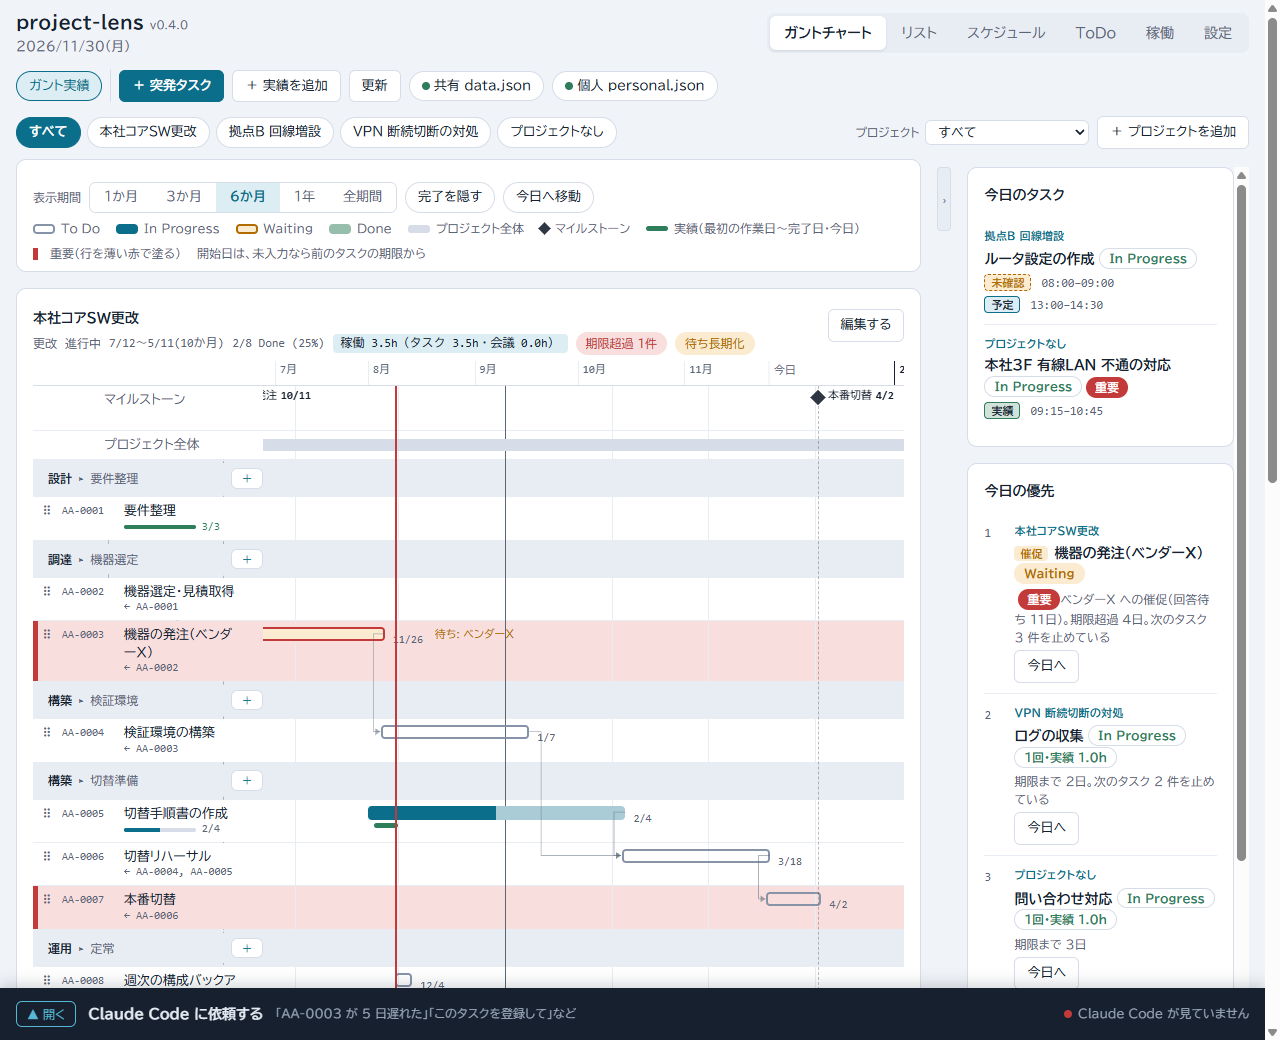 project-lens v0.4.0
2026/11/30(月)
ガントチャート リスト スケジュール ToDo 稼働 設定
ガント実績 ＋ 突発タスク ＋ 実績を追加 更新 共有 data.json 個人 personal.json
すべて 本社コアSW更改 拠点B 回線増設 VPN 断続切断の対処 プロジェクトなし
プロジェクト すべて ＋ プロジェクトを追加
表示期間 1か月 3か月 6か月 1年 全期間 完了を隠す 今日へ移動
To Do In Progress Waiting Done プロジェクト全体 マイルストーン 実績(最初の作業日〜完了日・今日)
重要(行を薄い赤で塗る) 開始日は、未入力なら前のタスクの期限から
本社コアSW更改
編集する
更改 進行中 7/12〜5/11(10か月) 2/8 Done (25%) 稼働 3.5h (タスク 3.5h・会議 0.0h) 期限超過 1件 待ち長期化
7月 8月 9月 10月 11月 今日 2
マイルストーン 注 10/11 本番切替 4/2
プロジェクト全体
設計 ▸ 要件整理 ＋
AA-0001 要件整理
3/3
調達 ▸ 機器選定 ＋
AA-0002 機器選定・見積取得
← AA-0001
AA-0003 機器の発注(ベンダーX) 11/26 待ち: ベンダーX
← AA-0002
構築 ▸ 検証環境 ＋
AA-0004 検証環境の構築 1/7
← AA-0003
構築 ▸ 切替準備 ＋
AA-0005 切替手順書の作成 2/4
2/4
AA-0006 切替リハーサル 3/18
← AA-0004, AA-0005
AA-0007 本番切替 4/2
← AA-0006
運用 ▸ 定常 ＋
AA-0008 週次の構成バックア 12/4
›
今日のタスク
拠点B 回線増設
ルータ設定の作成 In Progress
未確認 08:00–09:00
予定 13:00–14:30
プロジェクトなし
本社3F 有線LAN 不通の対応
In Progress 重要
実績 09:15–10:45
今日の優先
1 本社コアSW更改
催促 機器の発注(ベンダーX)
Waiting
重要 ベンダーX への催促(回答待
ち 11日)。期限超過 4日。次のタスク
3 件を止めている
今日へ
2 VPN 断続切断の対処
ログの収集 In Progress
1回・実績 1.0h
期限まで 2日。次のタスク 2 件を止め
ている
今日へ
3 プロジェクトなし
問い合わせ対応 In Progress
1回・実績 1.0h
期限まで 3日
今日へ
▲ 開く Claude Code に依頼する 「AA-0003 が 5 日遅れた」「このタスクを登録して」など Claude Code が見ていません